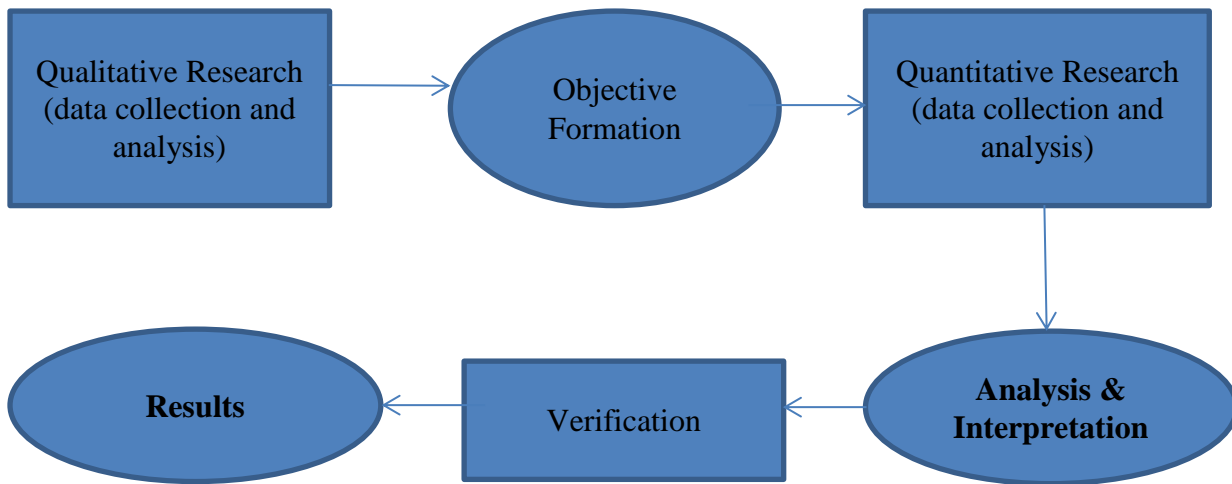 Qualitative Research
(data collection and
analysis)
Objective
Formation
Quantitative Research
(data collection and
analysis)
Analysis &
Interpretation
Verification
Results